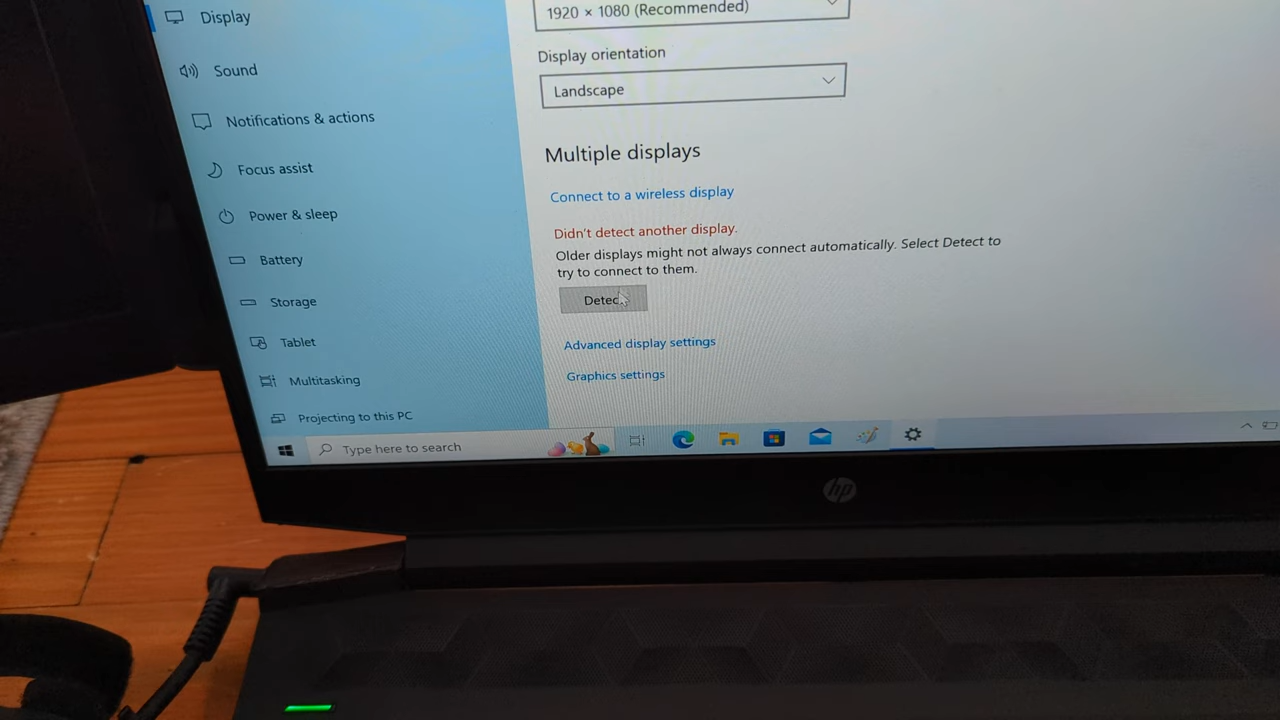 Display
Sound
Notifications & actions
Focus assist
Power & sleep
Battery
Storage
Tablet
Multitasking
Projecting to this PC
1920 × 1080 (Recommended)
Display orientation
Landscape
Multiple displays
Connect to a wireless display
Didn't detect another display.
Older displays might not always connect automatically. Select Detect to
try to connect to them.
Detect
Advanced display settings
Graphics settings
Type here to search
hp